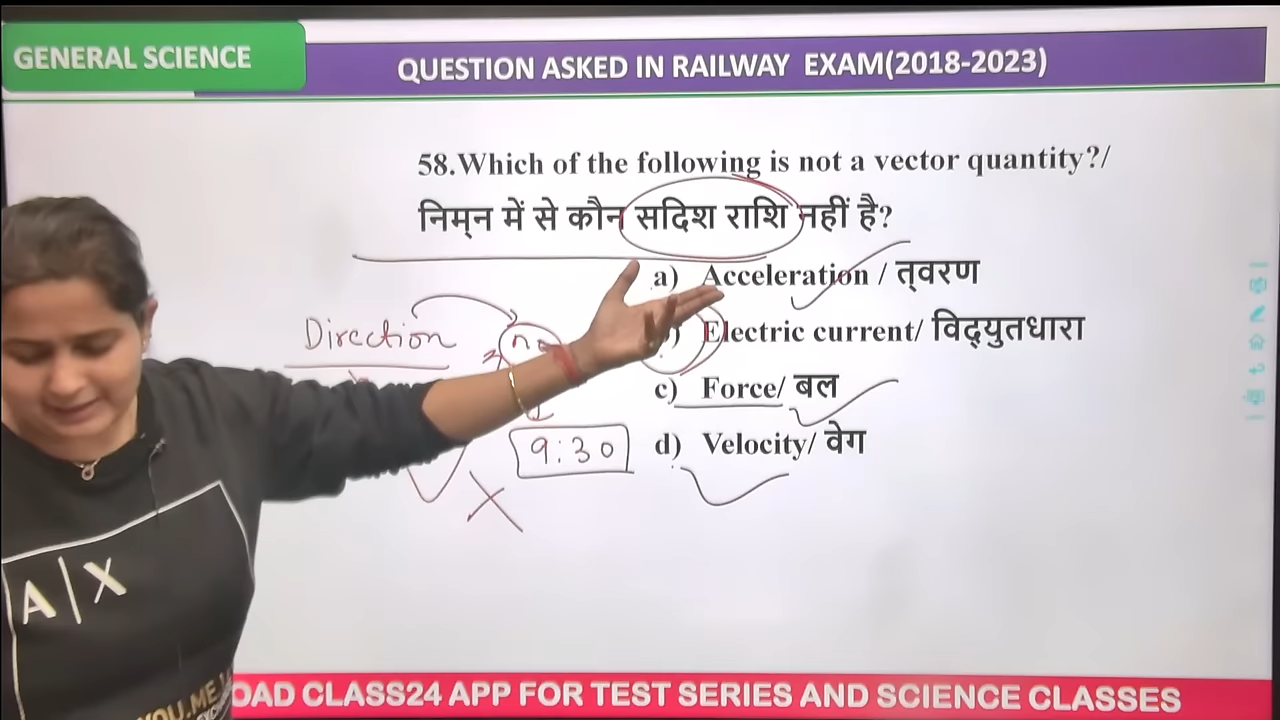 GENERAL SCIENCE
QUESTION ASKED IN RAILWAY EXAM(2018-2023)
58.Which of the following is not a vector quantity?/
निम्न में से कौन सदिश राशि नहीं है?
a) Acceleration / त्वरण
Direction
Electric current/ विद्युतधारा
c) Force/ बल
9:30
d) Velocity/ वेग
A|X
YOU.ME
OAD CLASS24 APP FOR TEST SERIES AND SCIENCE CLASSES